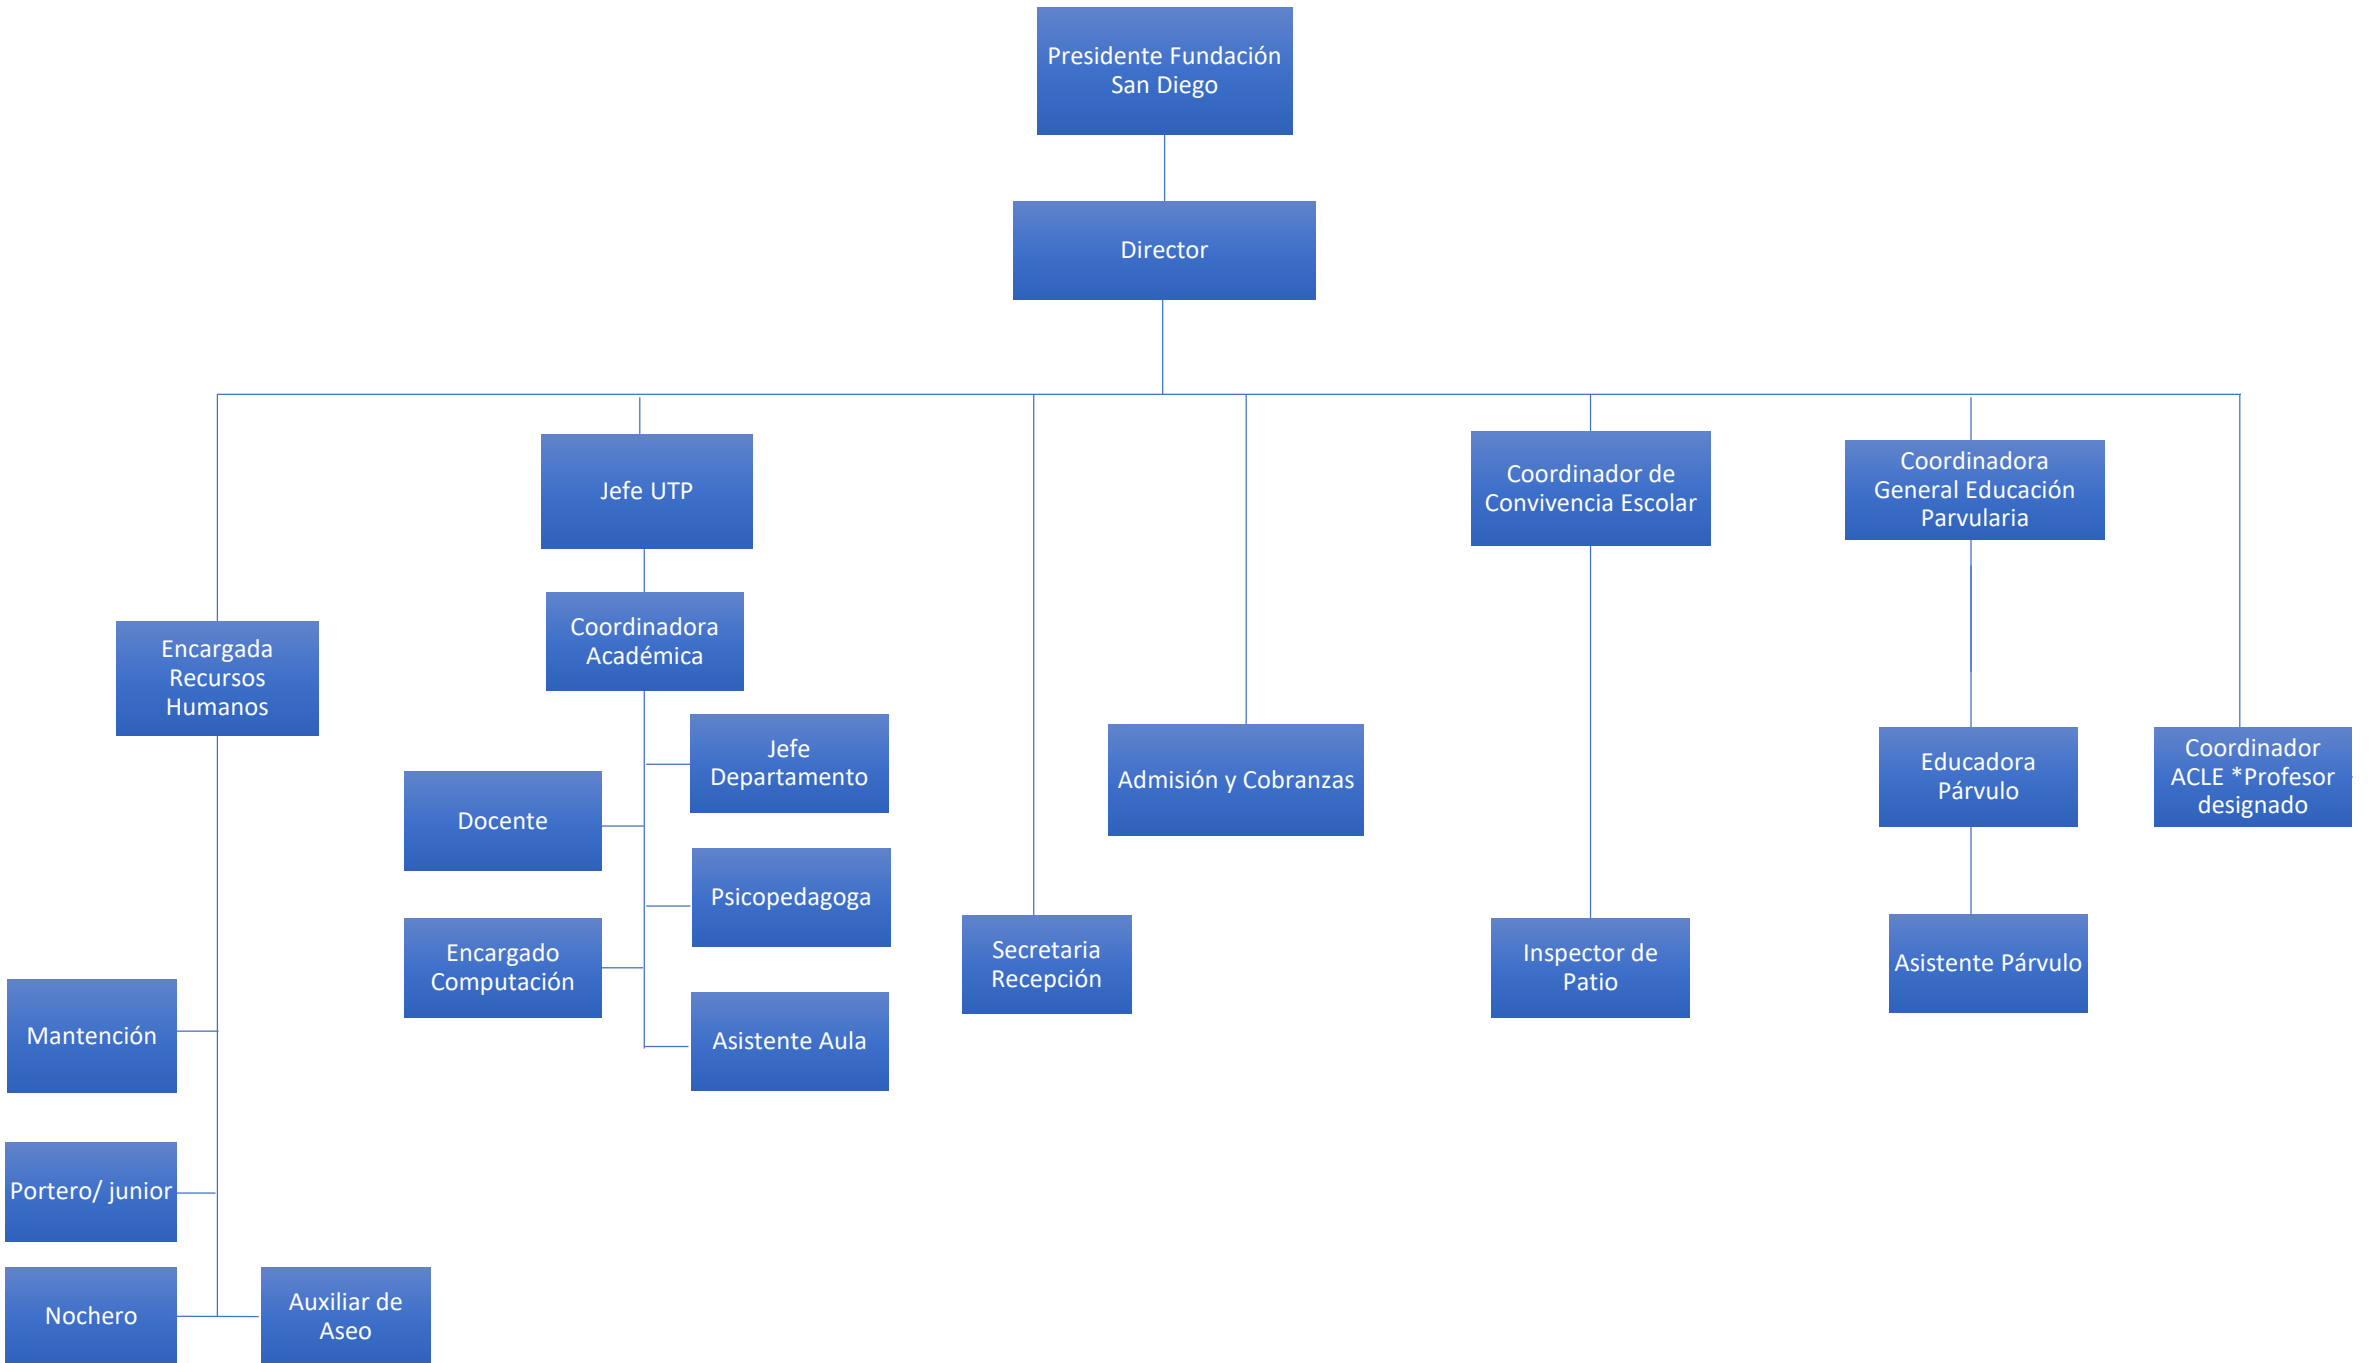 Presidente Fundación
San Diego
Director
Jefe UTP
Coordinador de
Convivencia Escolar
Coordinadora
General Educación
Parvularia
Encargada
Recursos
Humanos
Coordinadora
Académica
Jefe
Departamento
Docente
Admisión y Cobranzas
Educadora
Párvulo
Coordinador
ACLE *Profesor
designado
Psicopedagoga
Encargado
Computación
Secretaria
Recepción
Inspector de
Patio
Asistente Párvulo
Mantención
Asistente Aula
Portero/ junior
Nochero
Auxiliar de
Aseo